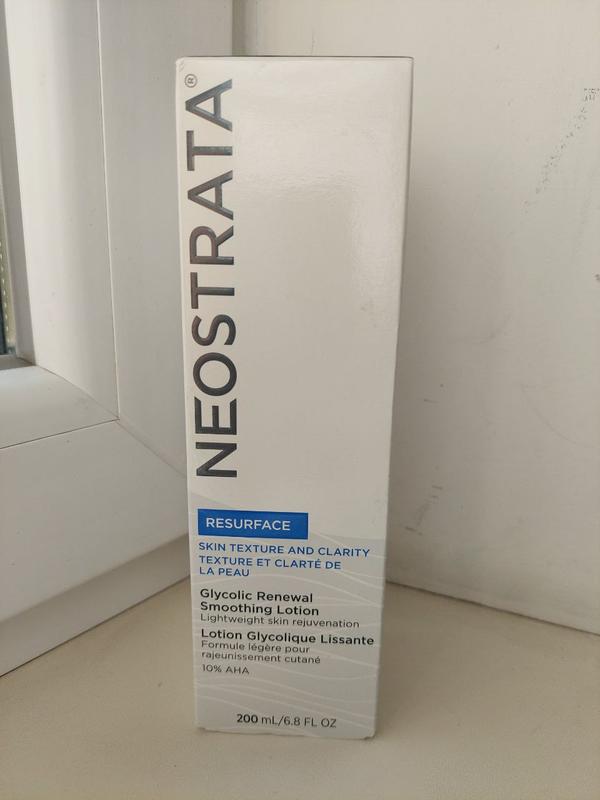 NEOSTRATA®
RESURFACE
SKIN TEXTURE AND CLARITY
TEXTURE ET CLARTÉ DE
LA PEAU
Glycolic Renewal
Smoothing Lotion
Lightweight skin rejuvenation
Lotion Glycolique Lissante
Formule légère pour
rajeunissement cutané
10% AHA
200 mL/6.8 FL OZ